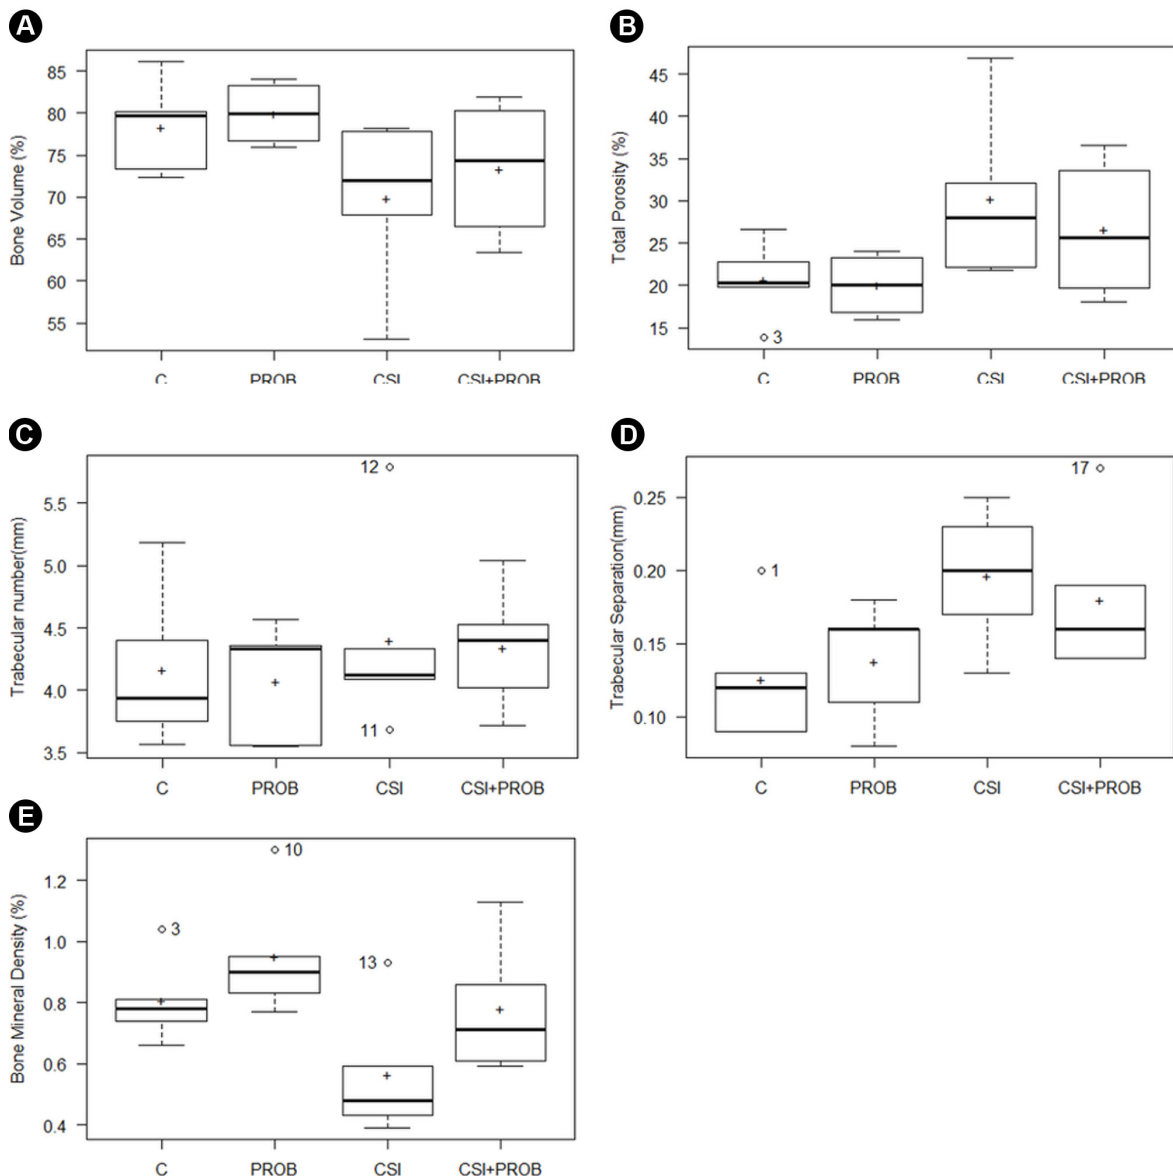 A
Bone Volume (%)
85
80
75
70
65
60
55
C PROB CSI CSI+PROB
B
Total Porosity (%)
45
40
35
30
25
20
15
3
C PROB CSI CSI+PROB
C
Trabecular number(mm)
5.5
5.0
4.5
4.0
3.5
12
11
C PROB CSI CSI+PROB
D
Trabecular Separation(mm)
0.25
0.20
0.15
0.10
1
17
C PROB CSI CSI+PROB
E
Bone Mineral Density (%)
1.2
1.0
0.8
0.6
0.4
3
10
13
C PROB CSI CSI+PROB